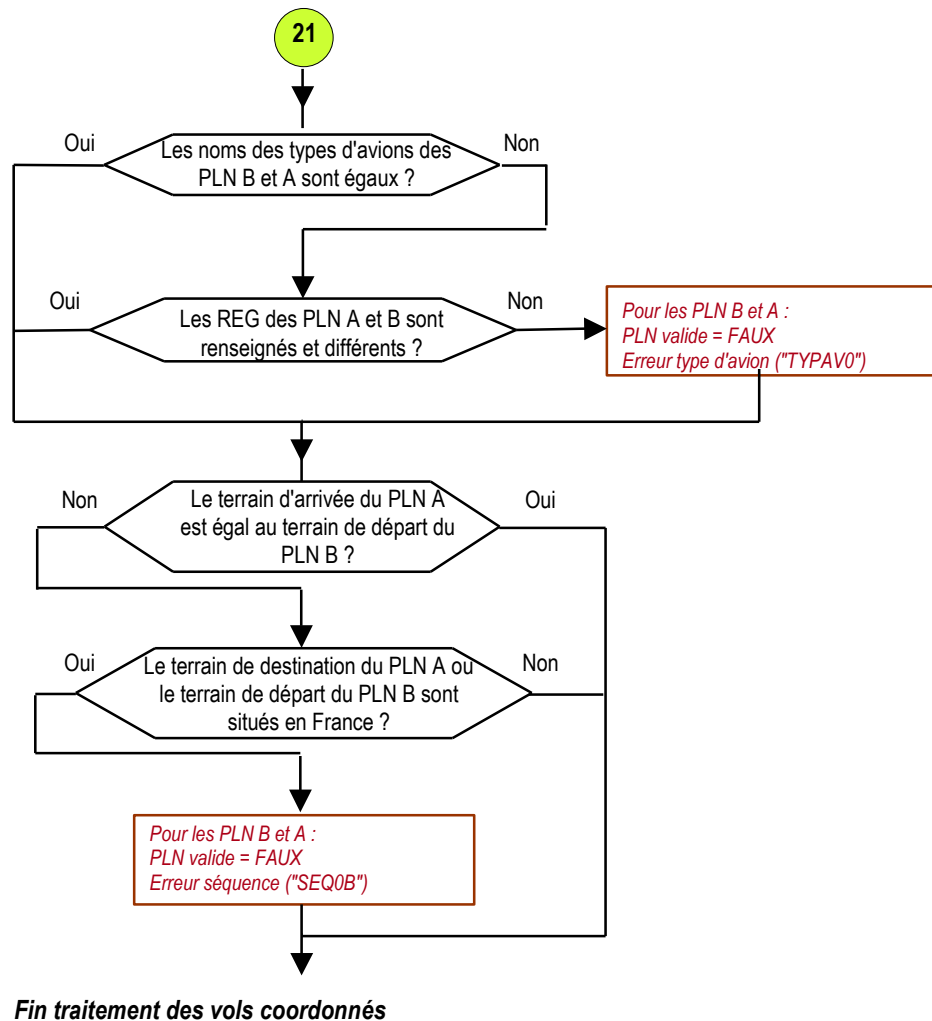 21
Oui
Non
Les noms des types d'avions des
PLN B et A sont égaux ?
Oui
Non
Les REG des PLN A et B sont
renseignés et différents ?
Pour les PLN B et A :
PLN valide = FAUX
Erreur type d'avion ("TYPAV0")
Non
Oui
Le terrain d'arrivée du PLN A
est égal au terrain de départ du
PLN B ?
Oui
Non
Le terrain de destination du PLN A ou
le terrain de départ du PLN B sont
situés en France ?
Pour les PLN B et A :
PLN valide = FAUX
Erreur séquence ("SEQ0B")
Fin traitement des vols coordonnés